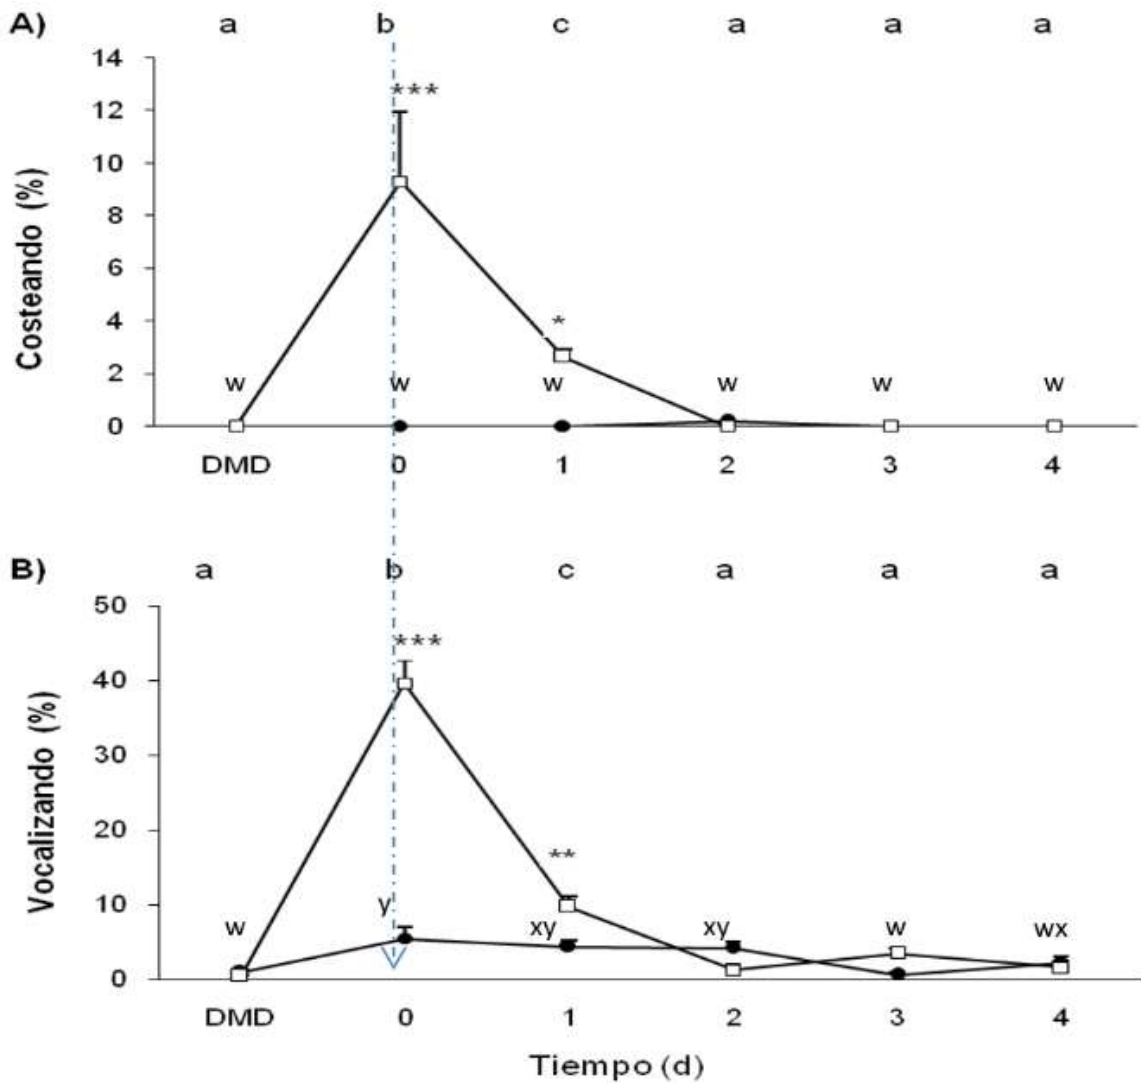 A) a b c a a a
14
***
12
10
8
6
4
*
2
w w w w w w
0
DMD 0 1 2 3 4
Costeando (%)
B) a b c a a a
50
***
40
30
20
**
10
w y xy xy w wx
0
DMD 0 1 2 3 4
Vocalizando (%)
Tiempo (d)